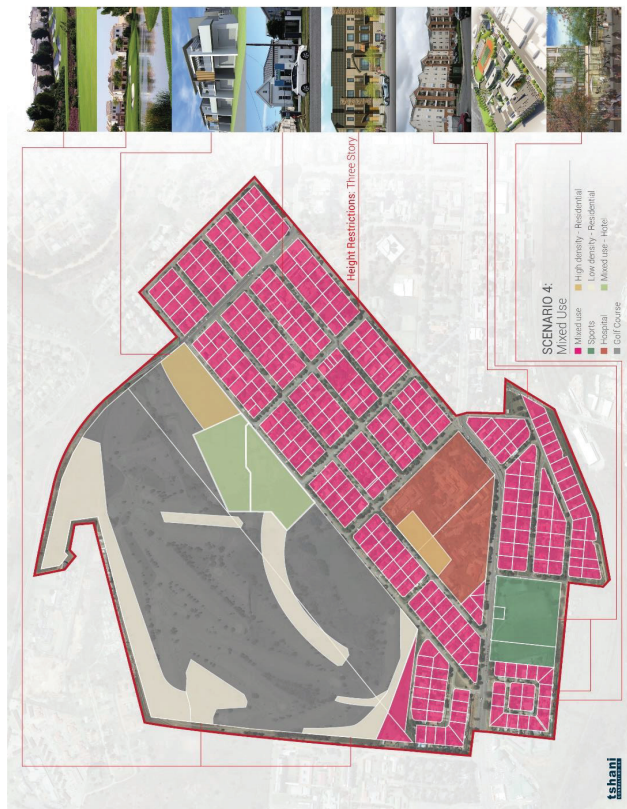 Height Restrictions: Three Story
SCENARIO 4:
Mixed Use
Mixed use
Sports
Hospital
Golf Course
High density - Residential
Low density - Residential
Mixed use - Hotel
tshani